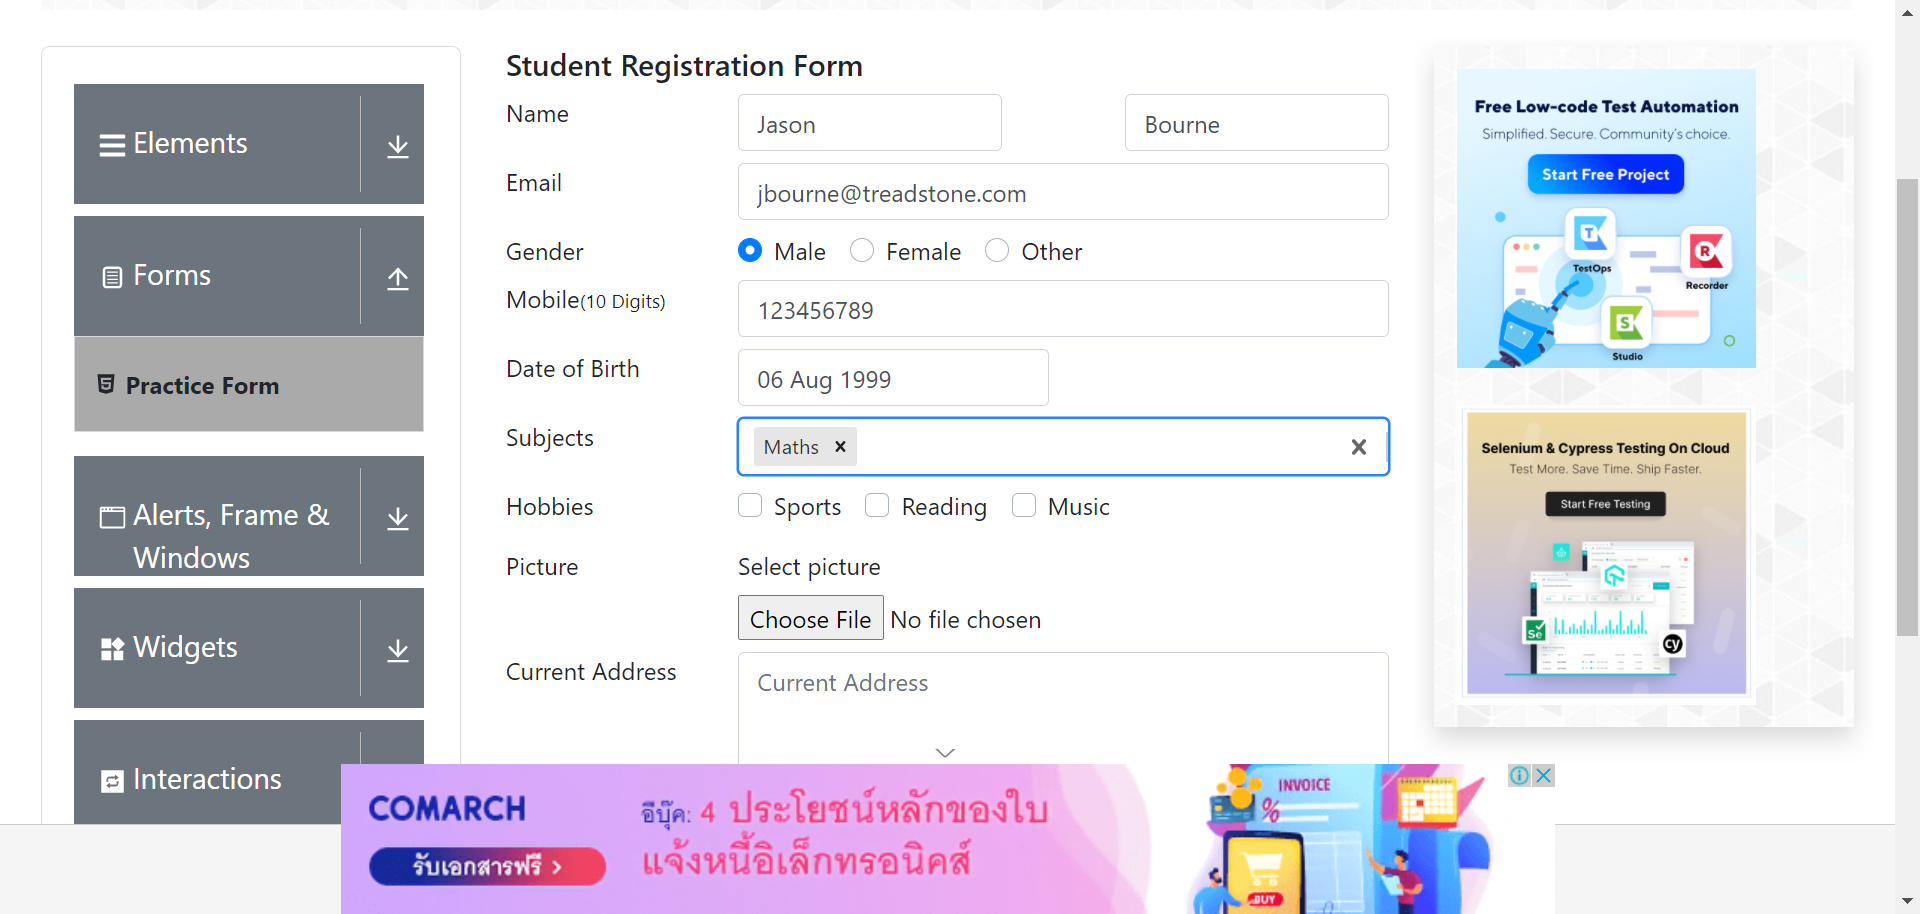 Elements
Forms
Practice Form
Alerts, Frame &
Windows
Widgets
Interactions
Student Registration Form
Name
Jason
Bourne
Email
jbourne@treadstone.com
Gender
Male
Female
Other
Mobile(10 Digits)
123456789
Date of Birth
06 Aug 1999
Subjects
Maths
Hobbies
Sports
Reading
Music
Picture
Select picture
Choose File No file chosen
Current Address
Current Address
Free Low-code Test Automation
Simplified. Secure. Community's choice.
Start Free Project
TestOps
Recorder
Studio
Selenium & Cypress Testing On Cloud
Test More. Save Time. Ship Faster.
Start Free Testing
Se
cy
COMARCH
รับเอกสารฟรี >
อีบุ๊ค: 4 ประโยชน์หลักของใบ
แจ้งหนี้อิเล็กทรอนิคส์
INVOICE
%
BUY